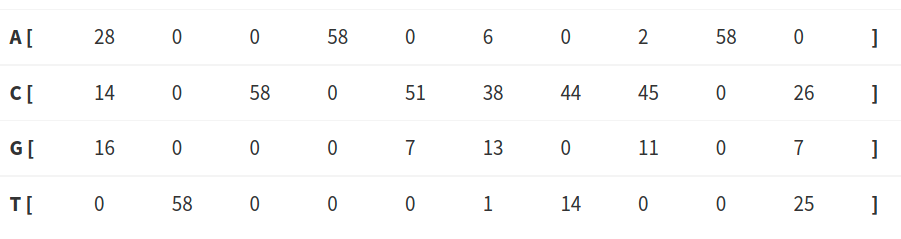 A [ 28 0 0 58 0 6 0 2 58 0 ]
C [ 14 0 58 0 51 38 44 45 0 26 ]
G [ 16 0 0 0 7 13 0 11 0 7 ]
T [ 0 58 0 0 0 1 14 0 0 25 ]